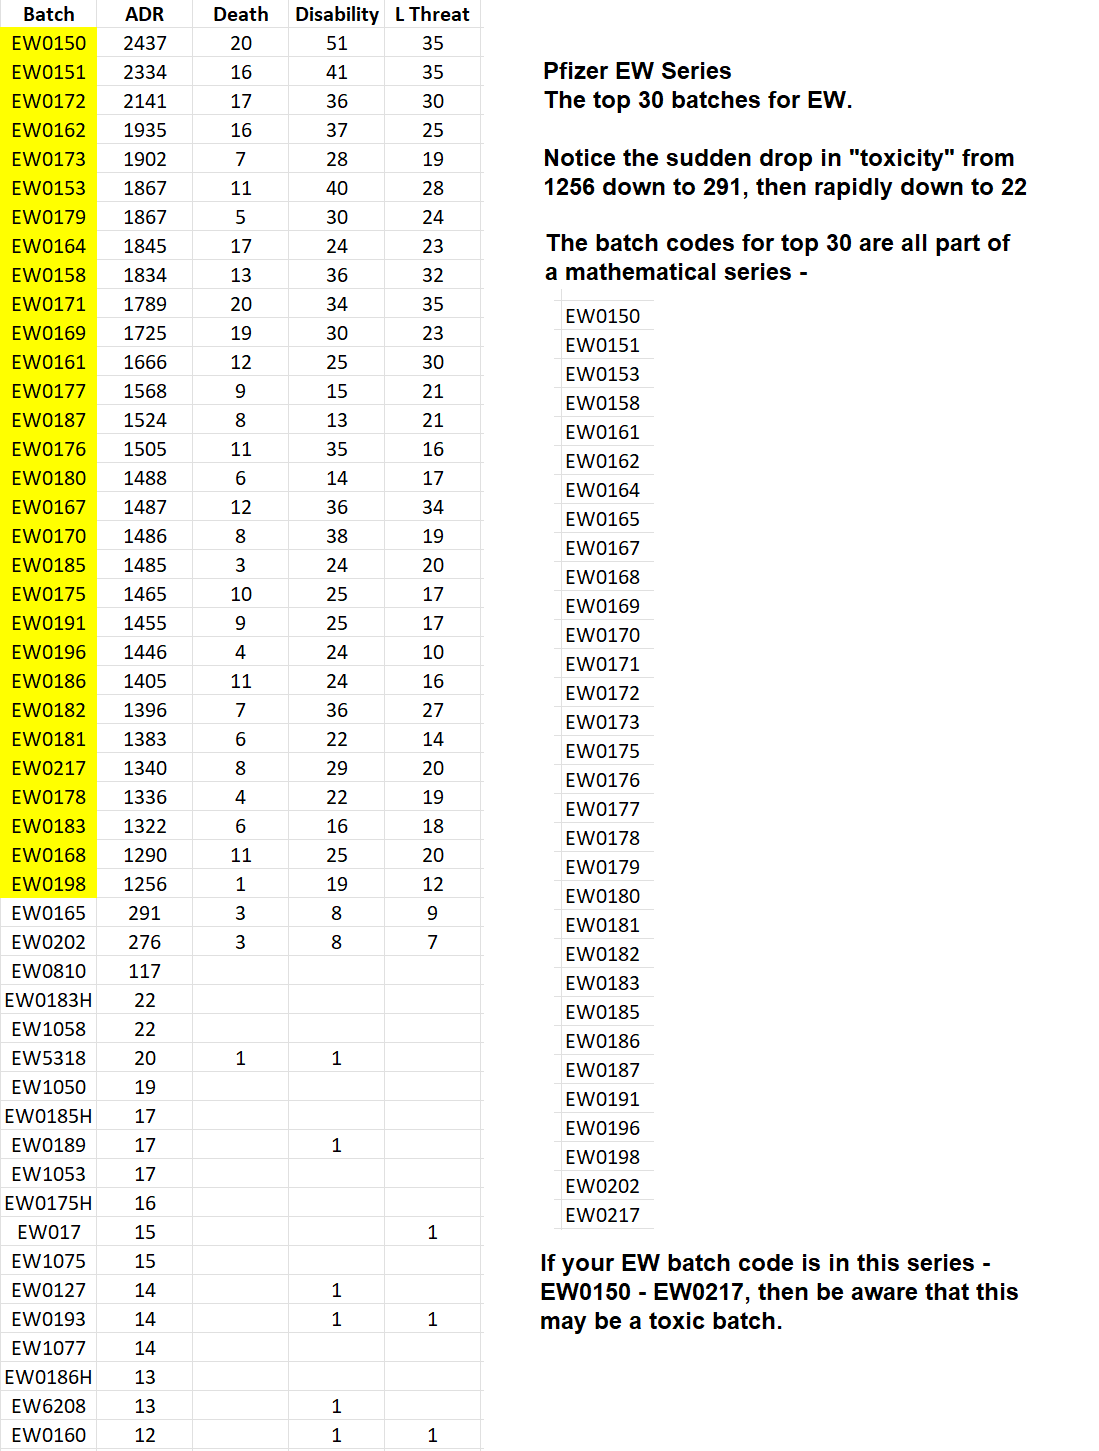 Batch ADR Death Disability L Threat
EW0150 2437 20 51 35
EW0151 2334 16 41 35
EW0172 2141 17 36 30
EW0162 1935 16 37 25
EW0173 1902 7 28 19
EW0153 1867 11 40 28
EW0179 1867 5 30 24
EW0164 1845 17 24 23
EW0158 1834 13 36 32
EW0171 1789 20 34 35
EW0169 1725 19 30 23
EW0161 1666 12 25 30
EW0177 1568 9 15 21
EW0187 1524 8 13 21
EW0176 1505 11 35 16
EW0180 1488 6 14 17
EW0167 1487 12 36 34
EW0170 1486 8 38 19
EW0185 1485 3 24 20
EW0175 1465 10 25 17
EW0191 1455 9 25 17
EW0196 1446 4 24 10
EW0186 1405 11 24 16
EW0182 1396 7 36 27
EW0181 1383 6 22 14
EW0217 1340 8 29 20
EW0178 1336 4 22 19
EW0183 1322 6 16 18
EW0168 1290 11 25 20
EW0198 1256 1 19 12
EW0165 291 3 8 9
EW0202 276 3 8 7
EW0810 117
EW0183H 22
EW1058 22
EW5318 20 1 1
EW1050 19
EW0185H 17
EW0189 17 1
EW1053 17
EW0175H 16
EW017 15 1
EW1075 15
EW0127 14 1
EW0193 14 1 1
EW1077 14
EW0186H 13
EW6208 13 1
EW0160 12 1 1
Pfizer EW Series
The top 30 batches for EW.
Notice the sudden drop in "toxicity" from
1256 down to 291, then rapidly down to 22
The batch codes for top 30 are all part of
a mathematical series -
EW0150
EW0151
EW0153
EW0158
EW0161
EW0162
EW0164
EW0165
EW0167
EW0168
EW0169
EW0170
EW0171
EW0172
EW0173
EW0175
EW0176
EW0177
EW0178
EW0179
EW0180
EW0181
EW0182
EW0183
EW0185
EW0186
EW0187
EW0191
EW0196
EW0198
EW0202
EW0217
If your EW batch code is in this series -
EW0150 - EW0217, then be aware that this
may be a toxic batch.